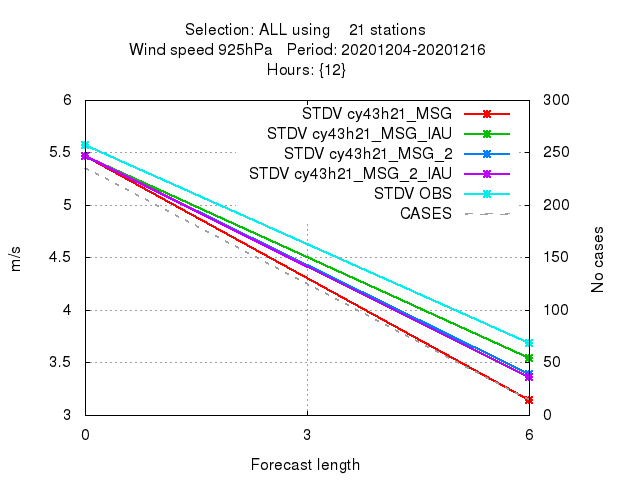 Selection: ALL using 21 stations
Wind speed 925hPa Period: 20201204-20201216
Hours: {12}
6 300
STDV cy43h21_MSG
STDV cy43h21_MSG_IAU
5.5 250
STDV cy43h21_MSG_2
STDV cy43h21_MSG_2_IAU
STDV OBS
5 200
CASES
4.5 150
m/s
No cases
4 100
3.5 50
3 0
0 3 6
Forecast length